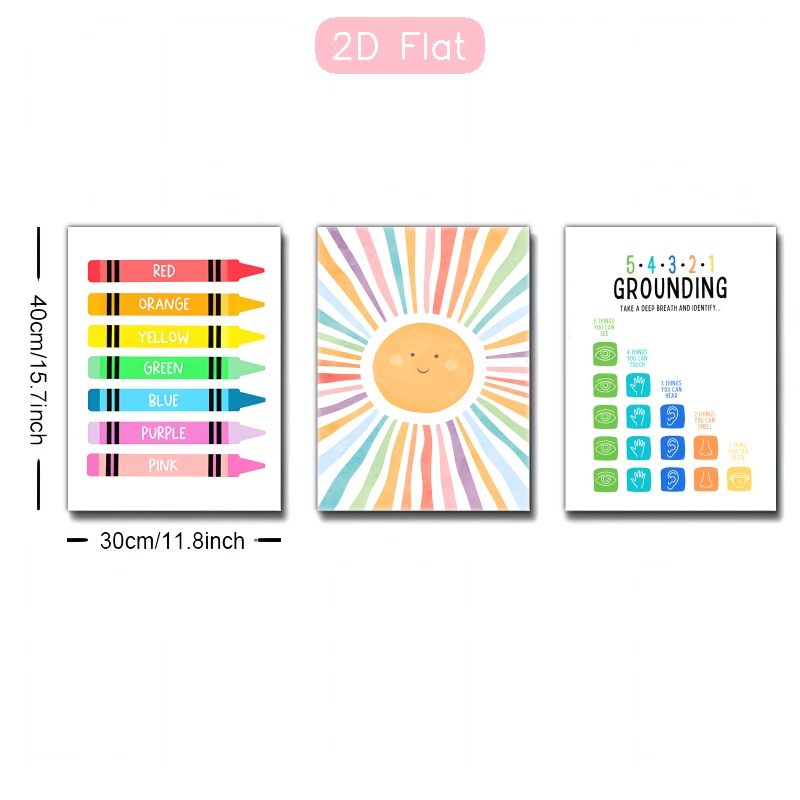 2D Flat
40cm/15.7inch
30cm/11.8inch
RED
ORANGE
YELLOW
GREEN
BLUE
PURPLE
PINK
5·4·3·2·1
GROUNDING
TAKE A DEEP BREATH AND IDENTIFY...
5 THINGS
YOU CAN
SEE
4 THINGS
YOU CAN
TOUCH
3 THINGS
YOU CAN
HEAR
2 THINGS
YOU CAN
SMELL
1 THING
YOU CAN
TASTE